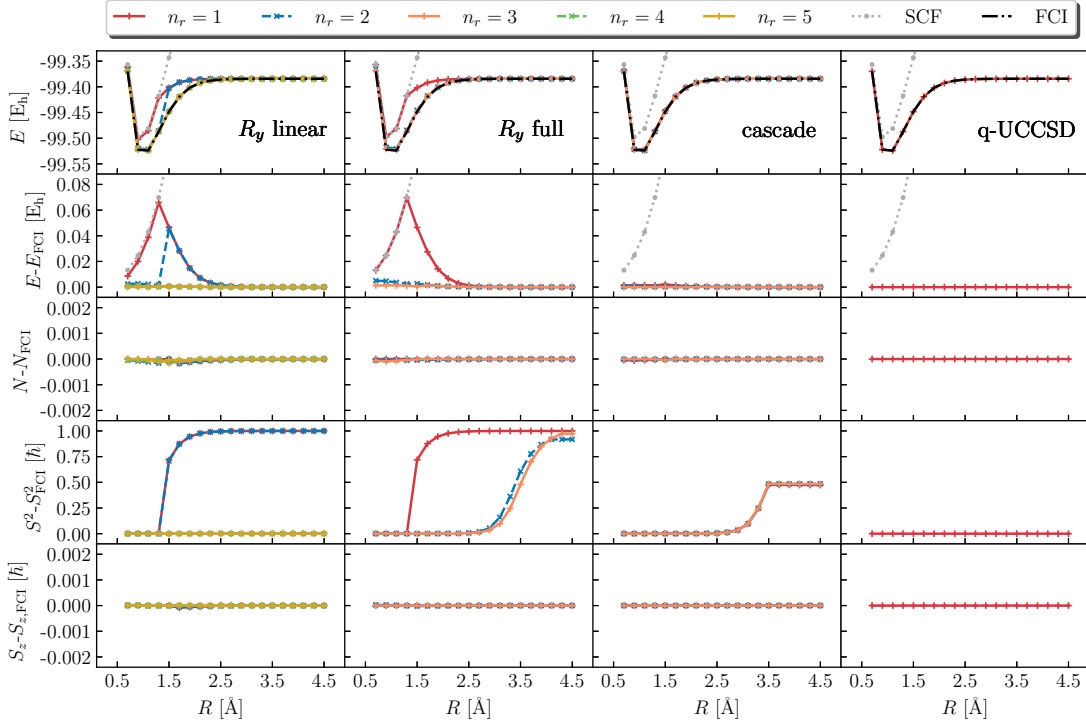 n_r = 1 n_r = 2 n_r = 3 n_r = 4 n_r = 5 SCF FCI
E [E_h]
-99.35
-99.40
-99.45
-99.50
-99.55
R_y linear
R_y full
cascade
q-UCCSD
E-E_FCI [E_h]
0.08
0.06
0.04
0.02
0.00
N-N_FCI
0.002
0.001
0.000
-0.001
-0.002
S²-S²_FCI [ℏ]
1.00
0.75
0.50
0.25
0.00
S_z-S_z,FCI [ℏ]
0.002
0.001
0.000
-0.001
-0.002
0.5 1.5 2.5 3.5 4.5 0.5 1.5 2.5 3.5 4.5 0.5 1.5 2.5 3.5 4.5 0.5 1.5 2.5 3.5 4.5
R [Å] R [Å] R [Å] R [Å]